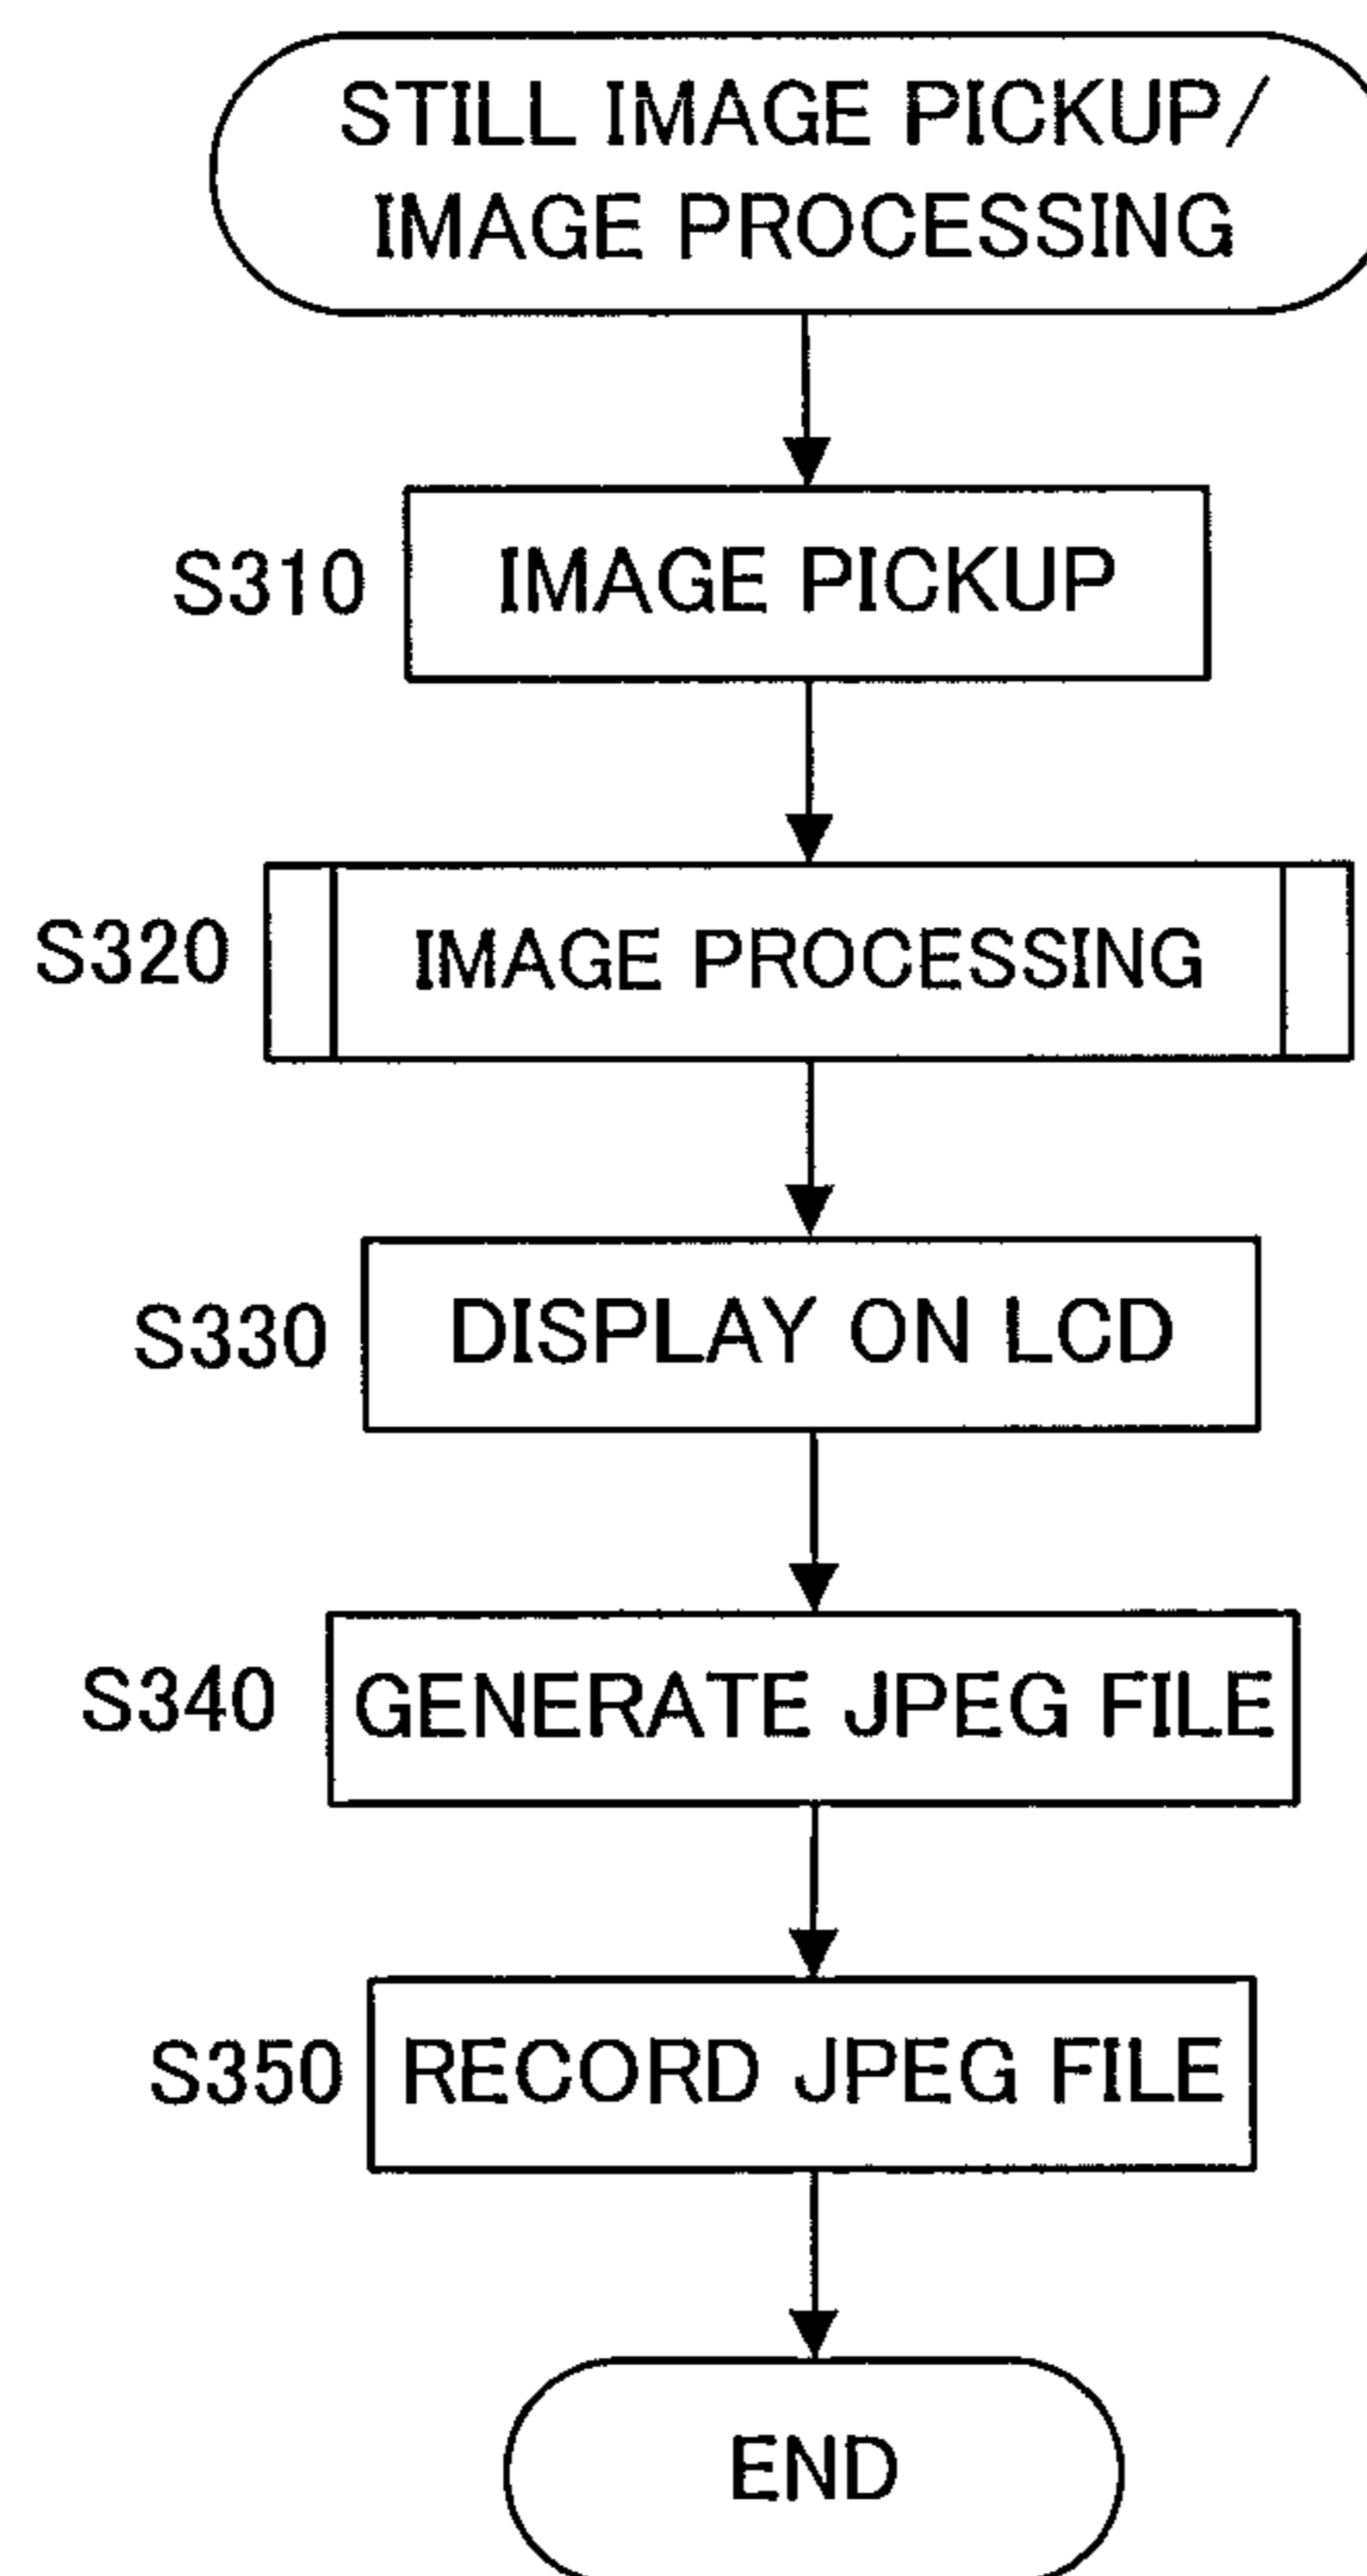 STILL IMAGE PICKUP/
IMAGE PROCESSING
S310
IMAGE PICKUP
S320
IMAGE PROCESSING
S330
DISPLAY ON LCD
S340
GENERATE JPEG FILE
S350
RECORD JPEG FILE
END